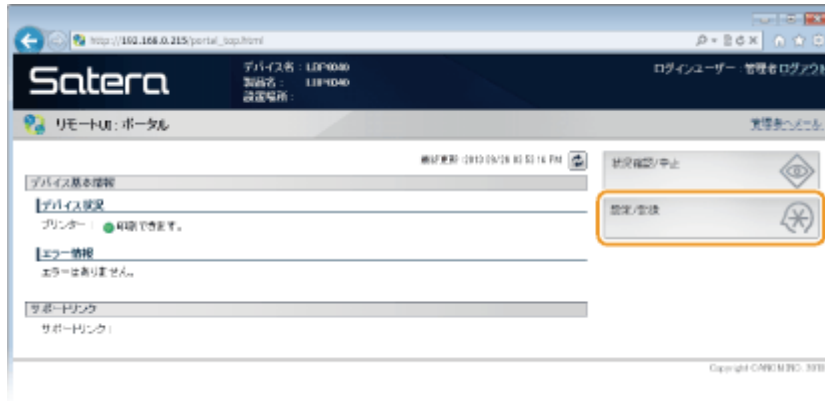 http://192.168.0.215/portal_top.html
Satera
デバイス名 : LBP8040
製品名 : LBP8040
設置場所 :
ログインユーザー : 管理者 ログアウト
リモートUI : ポータル
管理者へメール
最終更新 :
状況確認/中止
デバイス基本情報
設定/登録
デバイス状況
プリンター : 印刷できます。
エラー情報
エラーはありません。
サポートリンク
サポートリンク :
Copyright CANON INC.